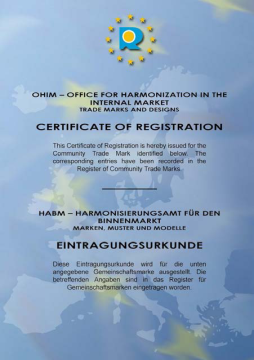 OHIM – OFFICE FOR HARMONIZATION IN THE
INTERNAL MARKET
TRADE MARKS AND DESIGNS
CERTIFICATE OF REGISTRATION
This Certificate of Registration is hereby issued for the
Community Trade Mark identified below. The
corresponding entries have been recorded in the
Register of Community Trade Marks.
HABM – HARMONISIERUNGSAMT FÜR DEN
BINNENMARKT
MARKEN, MUSTER UND MODELLE
EINTRAGUNGSURKUNDE
Diese Eintragungsurkunde wird für die unten
angegebene Gemeinschaftsmarke ausgestellt. Die
betreffenden Angaben sind in das Register für
Gemeinschaftsmarken eingetragen worden.